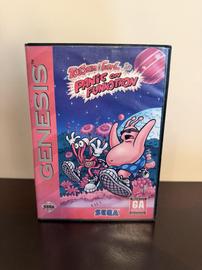 GENESIS
ToeJam & Earl in
PANIC ON
FUNKOTRON
SEGA
GA
SEGA